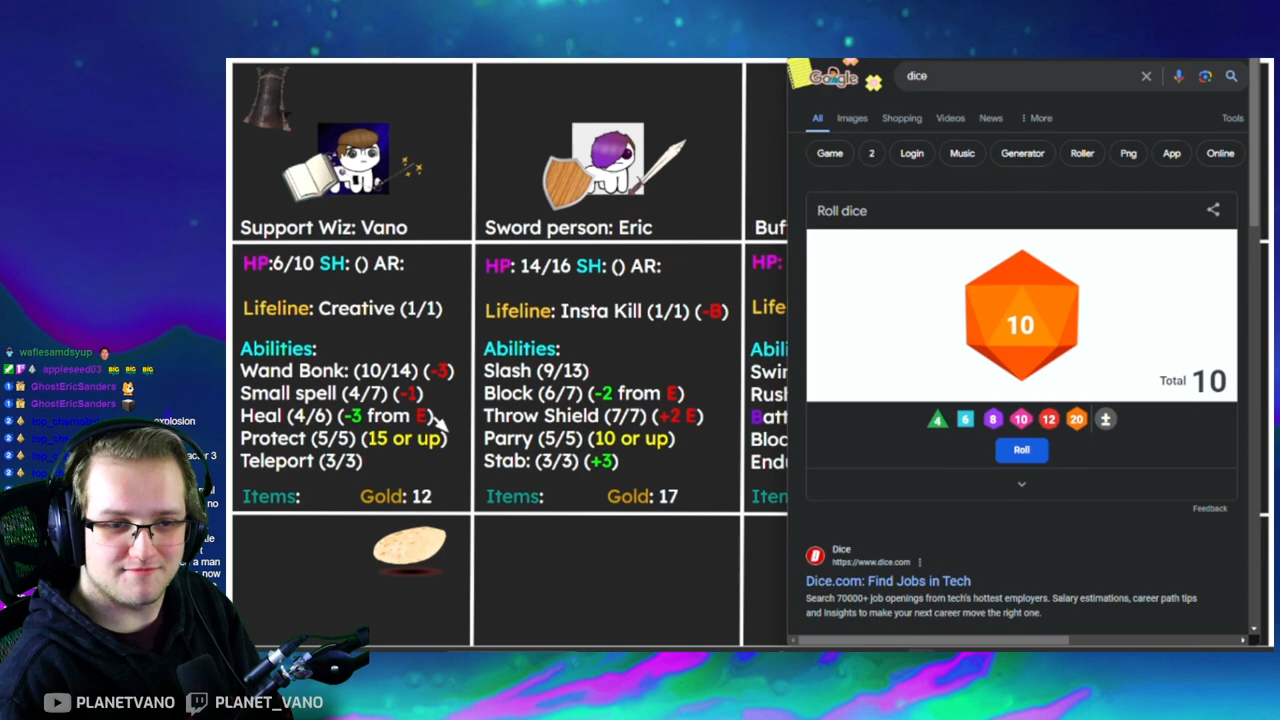 Support Wiz: Vano
HP:6/10 SH: () AR:
Lifeline: Creative (1/1)
Abilities:
Wand Bonk: (10/14) (-3)
Small spell (4/7) (-1)
Heal (4/6) (-3 from E)
Protect (5/5) (15 or up)
Teleport (3/3)
Items: Gold: 12
Sword person: Eric
HP: 14/16 SH: () AR:
Lifeline: Insta Kill (1/1) (-B)
Abilities:
Slash (9/13)
Block (6/7) (-2 from E)
Throw Shield (7/7) (+2 E)
Parry (5/5) (10 or up)
Stab: (3/3) (+3)
Items: Gold: 17
HP:
Google
dice
All Images Shopping Videos News More Tools
Game 2 Login Music Generator Roller Png App Online
Roll dice
10
Total 10
4 6 8 10 12 20 ±
Roll
Feedback
Dice
https://www.dice.com
Dice.com: Find Jobs in Tech
Search 70000+ job openings from tech's hottest employers. Salary estimations, career path tips
and Insights to make your next career move the right one.
waflesamdsyup
appleseed03 BIG BIG BIG
GhostEricSanders
GhostEricSanders
explosion
PLANETVANO PLANET_VANO